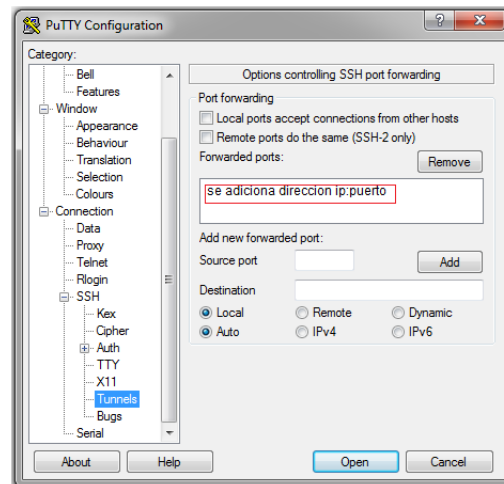 PuTTY Configuration
Category:
Bell
Features
Window
Appearance
Behaviour
Translation
Selection
Colours
Connection
Data
Proxy
Telnet
Rlogin
SSH
Kex
Cipher
Auth
TTY
X11
Tunnels
Bugs
Serial
Options controlling SSH port forwarding
Port forwarding
Local ports accept connections from other hosts
Remote ports do the same (SSH-2 only)
Forwarded ports:
Remove
se adiciona direccion ip:puerto
Add new forwarded port:
Source port
Add
Destination
Local Remote Dynamic
Auto IPv4 IPv6
About Help Open Cancel